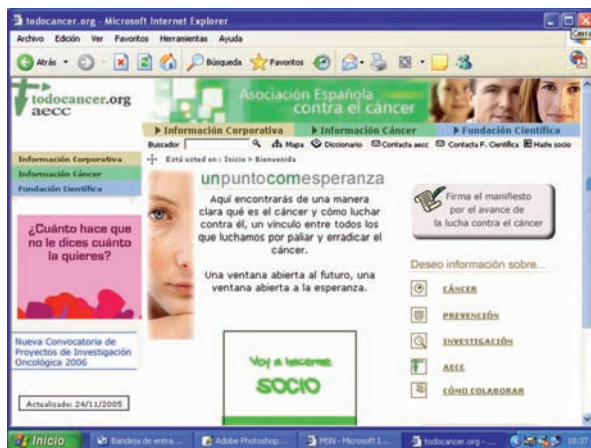 todocancer.org - Microsoft Internet Explorer
Cerrar
Archivo Edición Ver Favoritos Herramientas Ayuda
Atrás Búsqueda Favoritos
todocancer.org
aecc
Asociación Española
contra el cáncer
Información Corporativa Información Cáncer Fundación Científica
Buscador Mapa Diccionario Contacta aecc Contacta F. Científica Hazte socio
Información Corporativa
Información Cáncer
Fundación Científica
Está usted en: Inicio > Bienvenida
unpuntocomesperanza
Aquí encontrarás de una manera
clara qué es el cáncer y cómo luchar
contra él, un vínculo entre todos los
que luchamos por paliar y erradicar el
cáncer.
Una ventana abierta al futuro, una
ventana abierta a la esperanza.
Firma el manifiesto
por el avance de
la lucha contra el cáncer
¿Cuánto hace que
no le dices cuánto
la quieres?
Deseo información sobre...
CÁNCER
PREVENCIÓN
INVESTIGACIÓN
AECC
CÓMO COLABORAR
Nueva Convocatoria de
Proyectos de Investigación
Oncológica 2006
Voy a hacerme
SOCIO
Actualizado: 24/11/2005
Inicio Bandeja de entra... Adobe Photoshop... MSN - Microsoft I... todocancer.org - ... 18:37